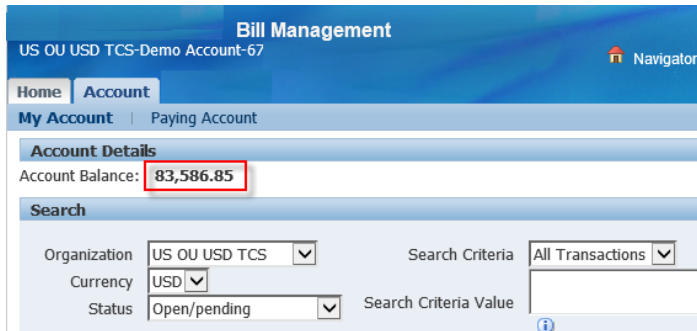 Bill Management
US OU USD TCS-Demo Account-67
Navigator
Home Account
My Account | Paying Account
Account Details
Account Balance: 83,586.85
Search
Organization US OU USD TCS Search Criteria All Transactions
Currency USD
Status Open/pending Search Criteria Value